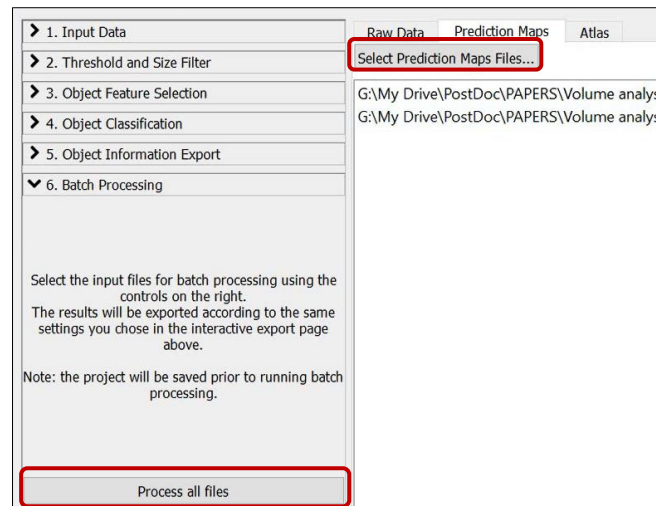 1. Input Data
2. Threshold and Size Filter
3. Object Feature Selection
4. Object Classification
5. Object Information Export
6. Batch Processing
Select the input files for batch processing using the
controls on the right.
The results will be exported according to the same
settings you chose in the interactive export page
above.
Note: the project will be saved prior to running batch
processing.
Process all files
Raw Data Prediction Maps Atlas
Select Prediction Maps Files...
G:\My Drive\PostDoc\PAPERS\Volume analys
G:\My Drive\PostDoc\PAPERS\Volume analys